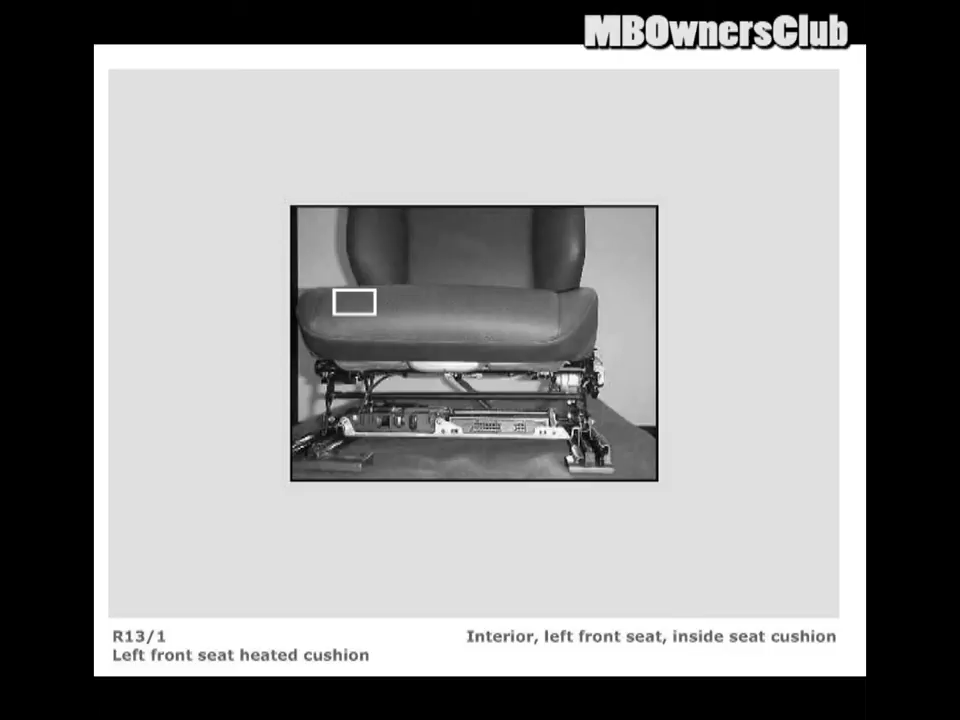 MBOwnersClub
R13/1
Left front seat heated cushion
Interior, left front seat, inside seat cushion